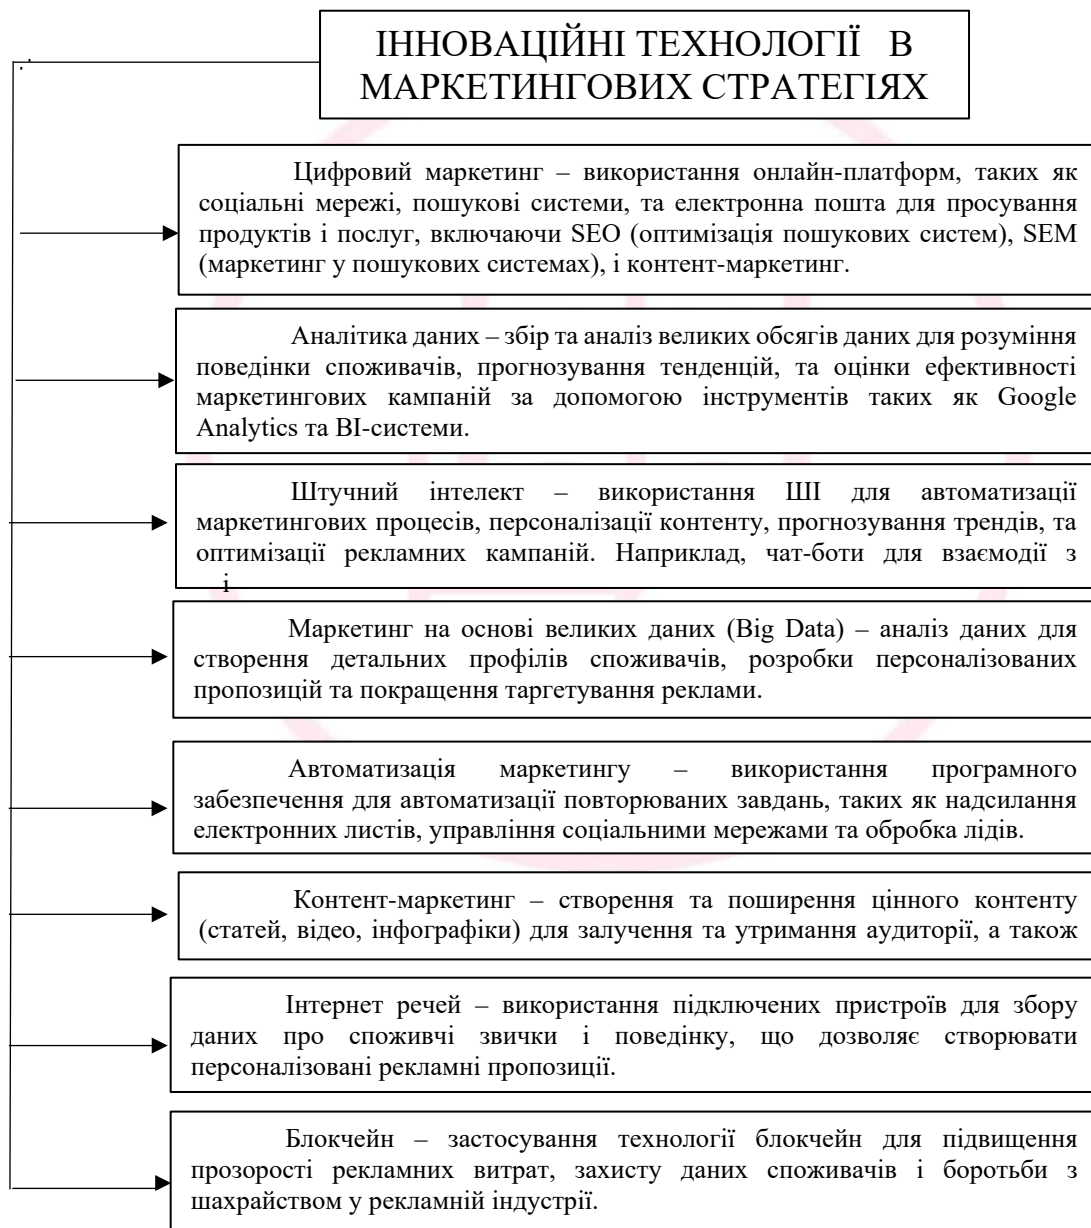 ІННОВАЦІЙНІ ТЕХНОЛОГІЇ В
МАРКЕТИНГОВИХ СТРАТЕГІЯХ
Цифровий маркетинг – використання онлайн-платформ, таких як
соціальні мережі, пошукові системи, та електронна пошта для просування
продуктів і послуг, включаючи SEO (оптимізація пошукових систем), SEM
(маркетинг у пошукових системах), і контент-маркетинг.
Аналітика даних – збір та аналіз великих обсягів даних для розуміння
поведінки споживачів, прогнозування тенденцій, та оцінки ефективності
маркетингових кампаній за допомогою інструментів таких як Google
Analytics та BI-системи.
Штучний інтелект – використання ШІ для автоматизації
маркетингових процесів, персоналізації контенту, прогнозування трендів, та
оптимізації рекламних кампаній. Наприклад, чат-боти для взаємодії з
і
Маркетинг на основі великих даних (Big Data) – аналіз даних для
створення детальних профілів споживачів, розробки персоналізованих
пропозицій та покращення таргетування реклами.
Автоматизація маркетингу – використання програмного
забезпечення для автоматизації повторюваних завдань, таких як надсилання
електронних листів, управління соціальними мережами та обробка лідів.
Контент-маркетинг – створення та поширення цінного контенту
(статей, відео, інфографіки) для залучення та утримання аудиторії, а також
Інтернет речей – використання підключених пристроїв для збору
даних про споживчі звички і поведінку, що дозволяє створювати
персоналізовані рекламні пропозиції.
Блокчейн – застосування технології блокчейн для підвищення
прозорості рекламних витрат, захисту даних споживачів і боротьби з
шахрайством у рекламній індустрії.